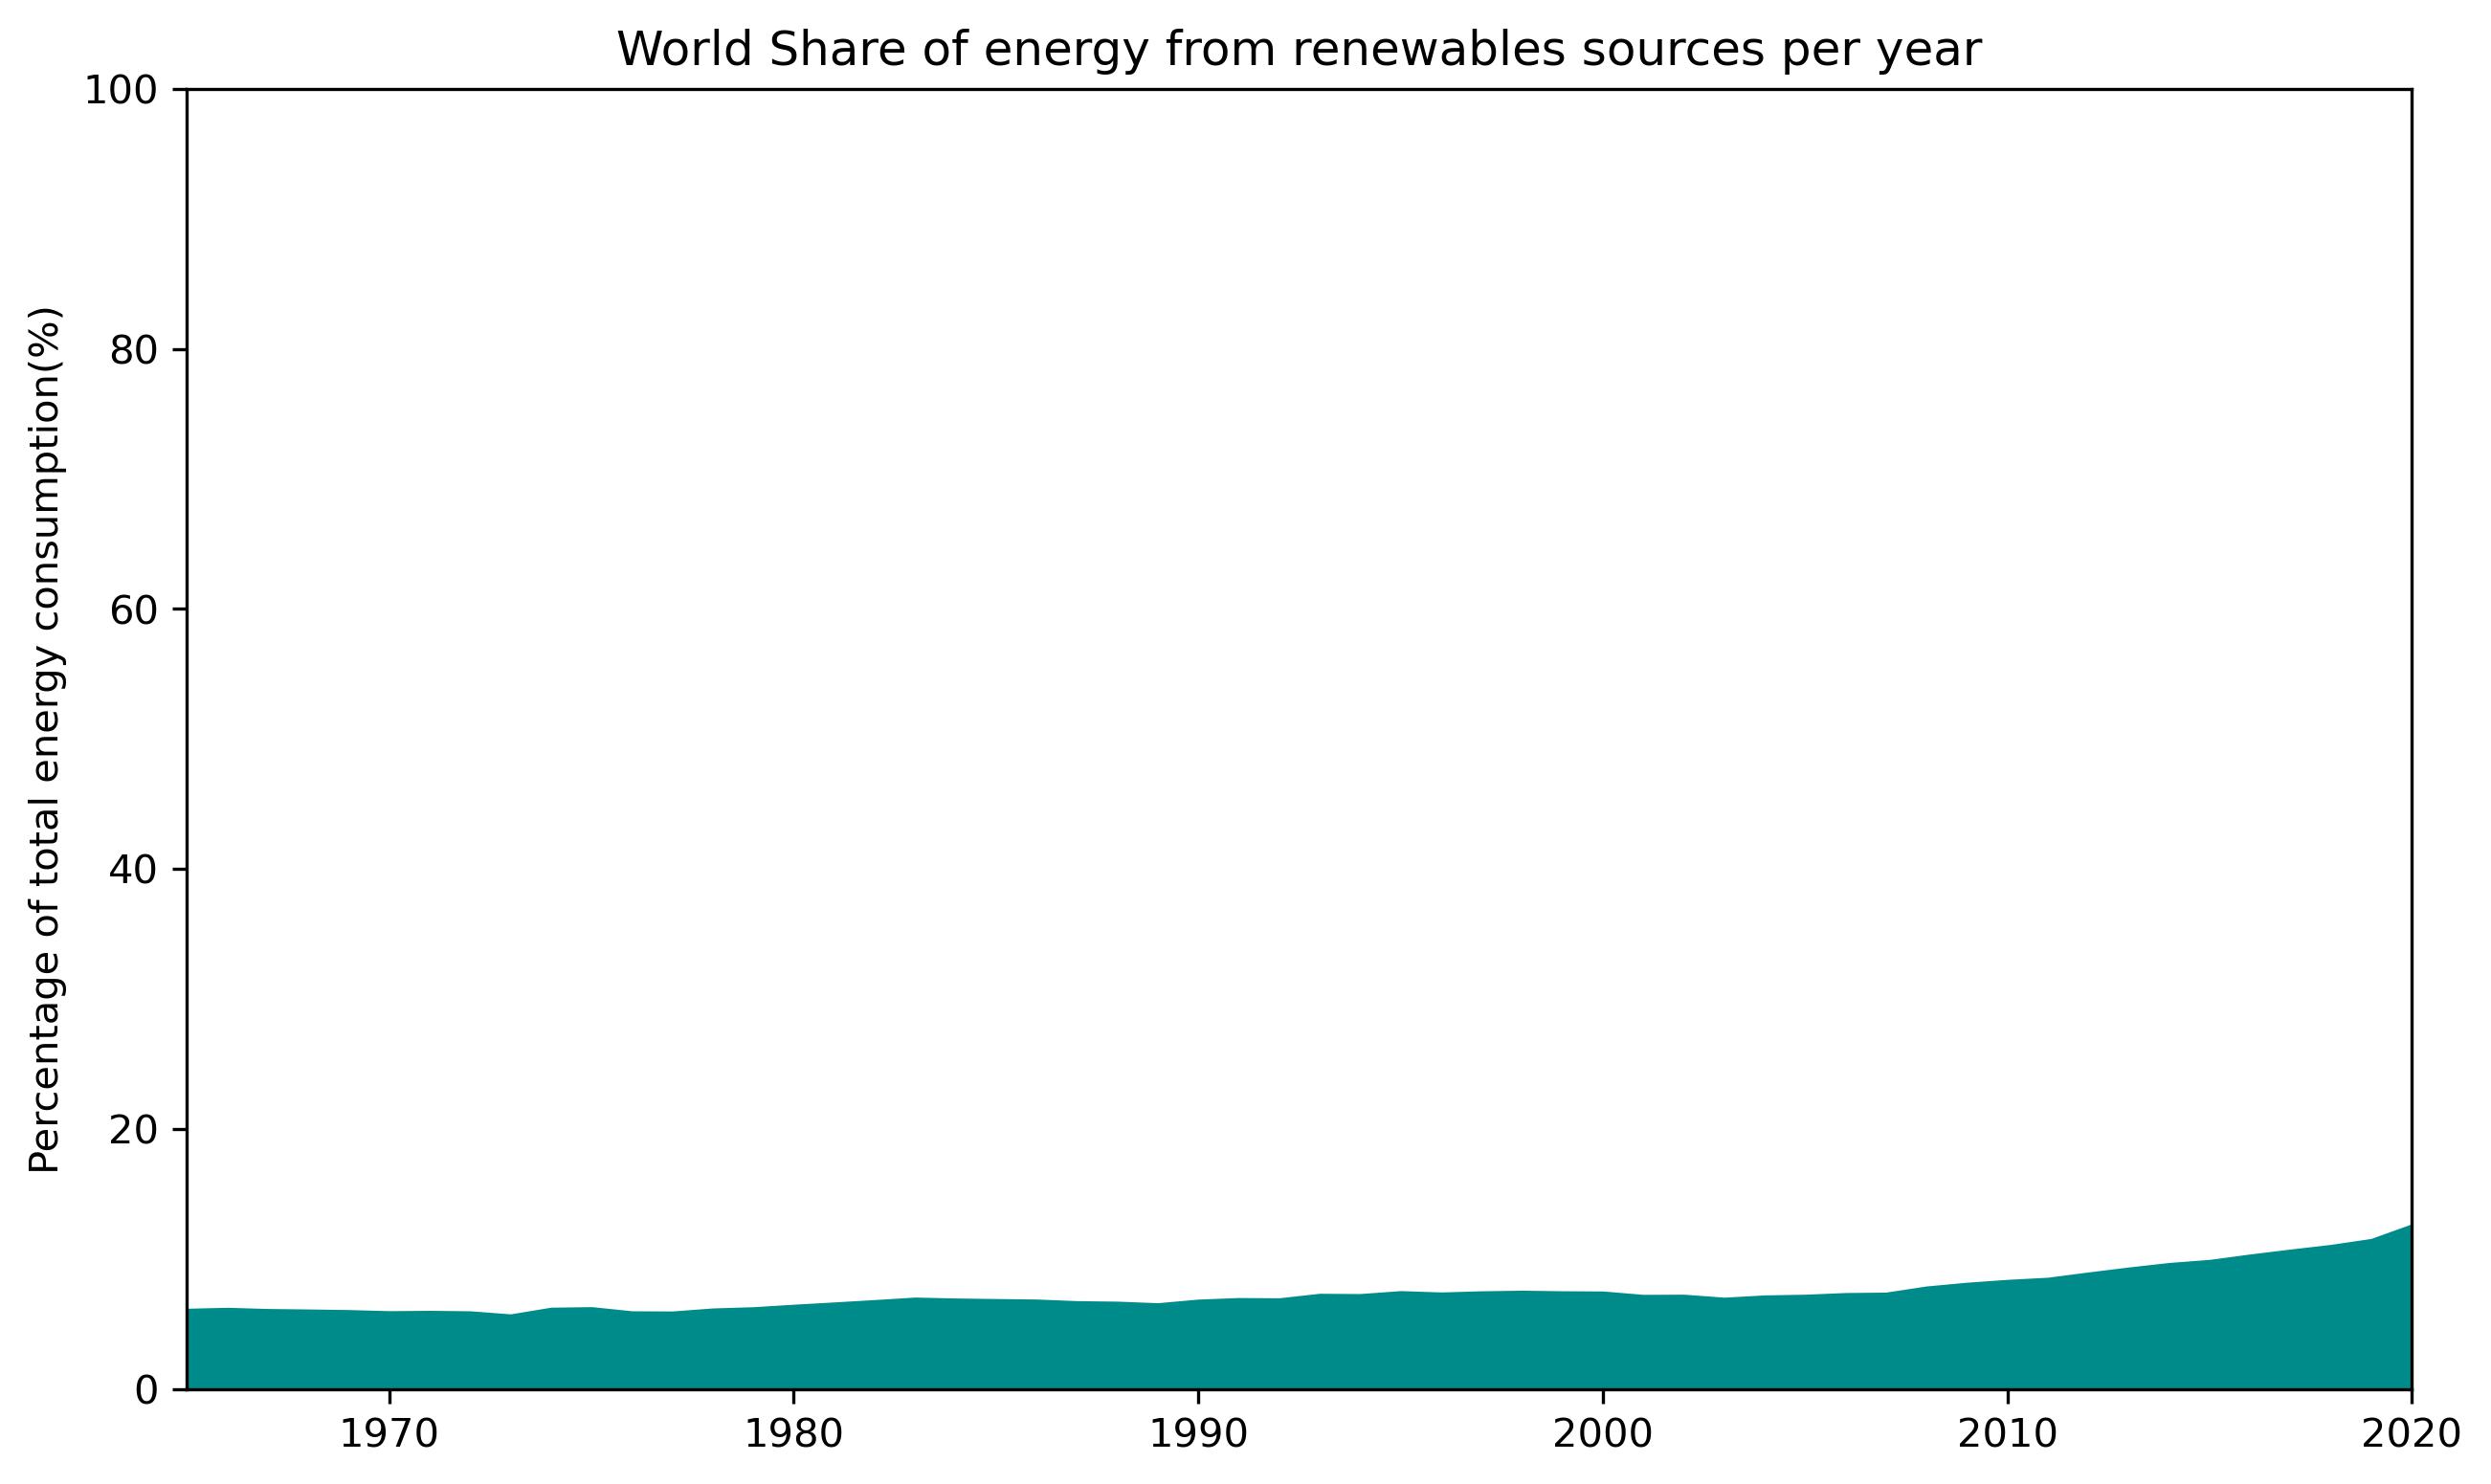 World Share of energy from renewables sources per year
Percentage of total energy consumption(%)
100
80
60
40
20
0
1970 1980 1990 2000 2010 2020